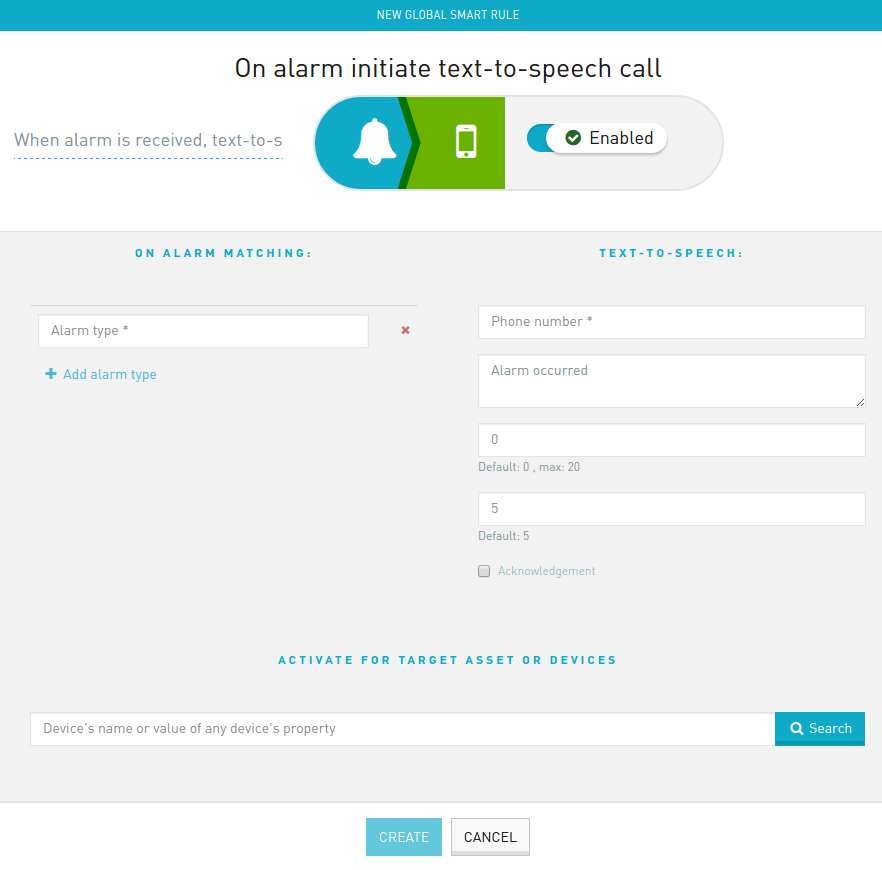 NEW GLOBAL SMART RULE
On alarm initiate text-to-speech call
When alarm is received, text-to-s
Enabled
ON ALARM MATCHING:
Alarm type *
Add alarm type
TEXT-TO-SPEECH:
Phone number *
Alarm occurred
0
Default: 0 , max: 20
5
Default: 5
Acknowledgement
ACTIVATE FOR TARGET ASSET OR DEVICES
Device's name or value of any device's property
Search
CREATE
CANCEL